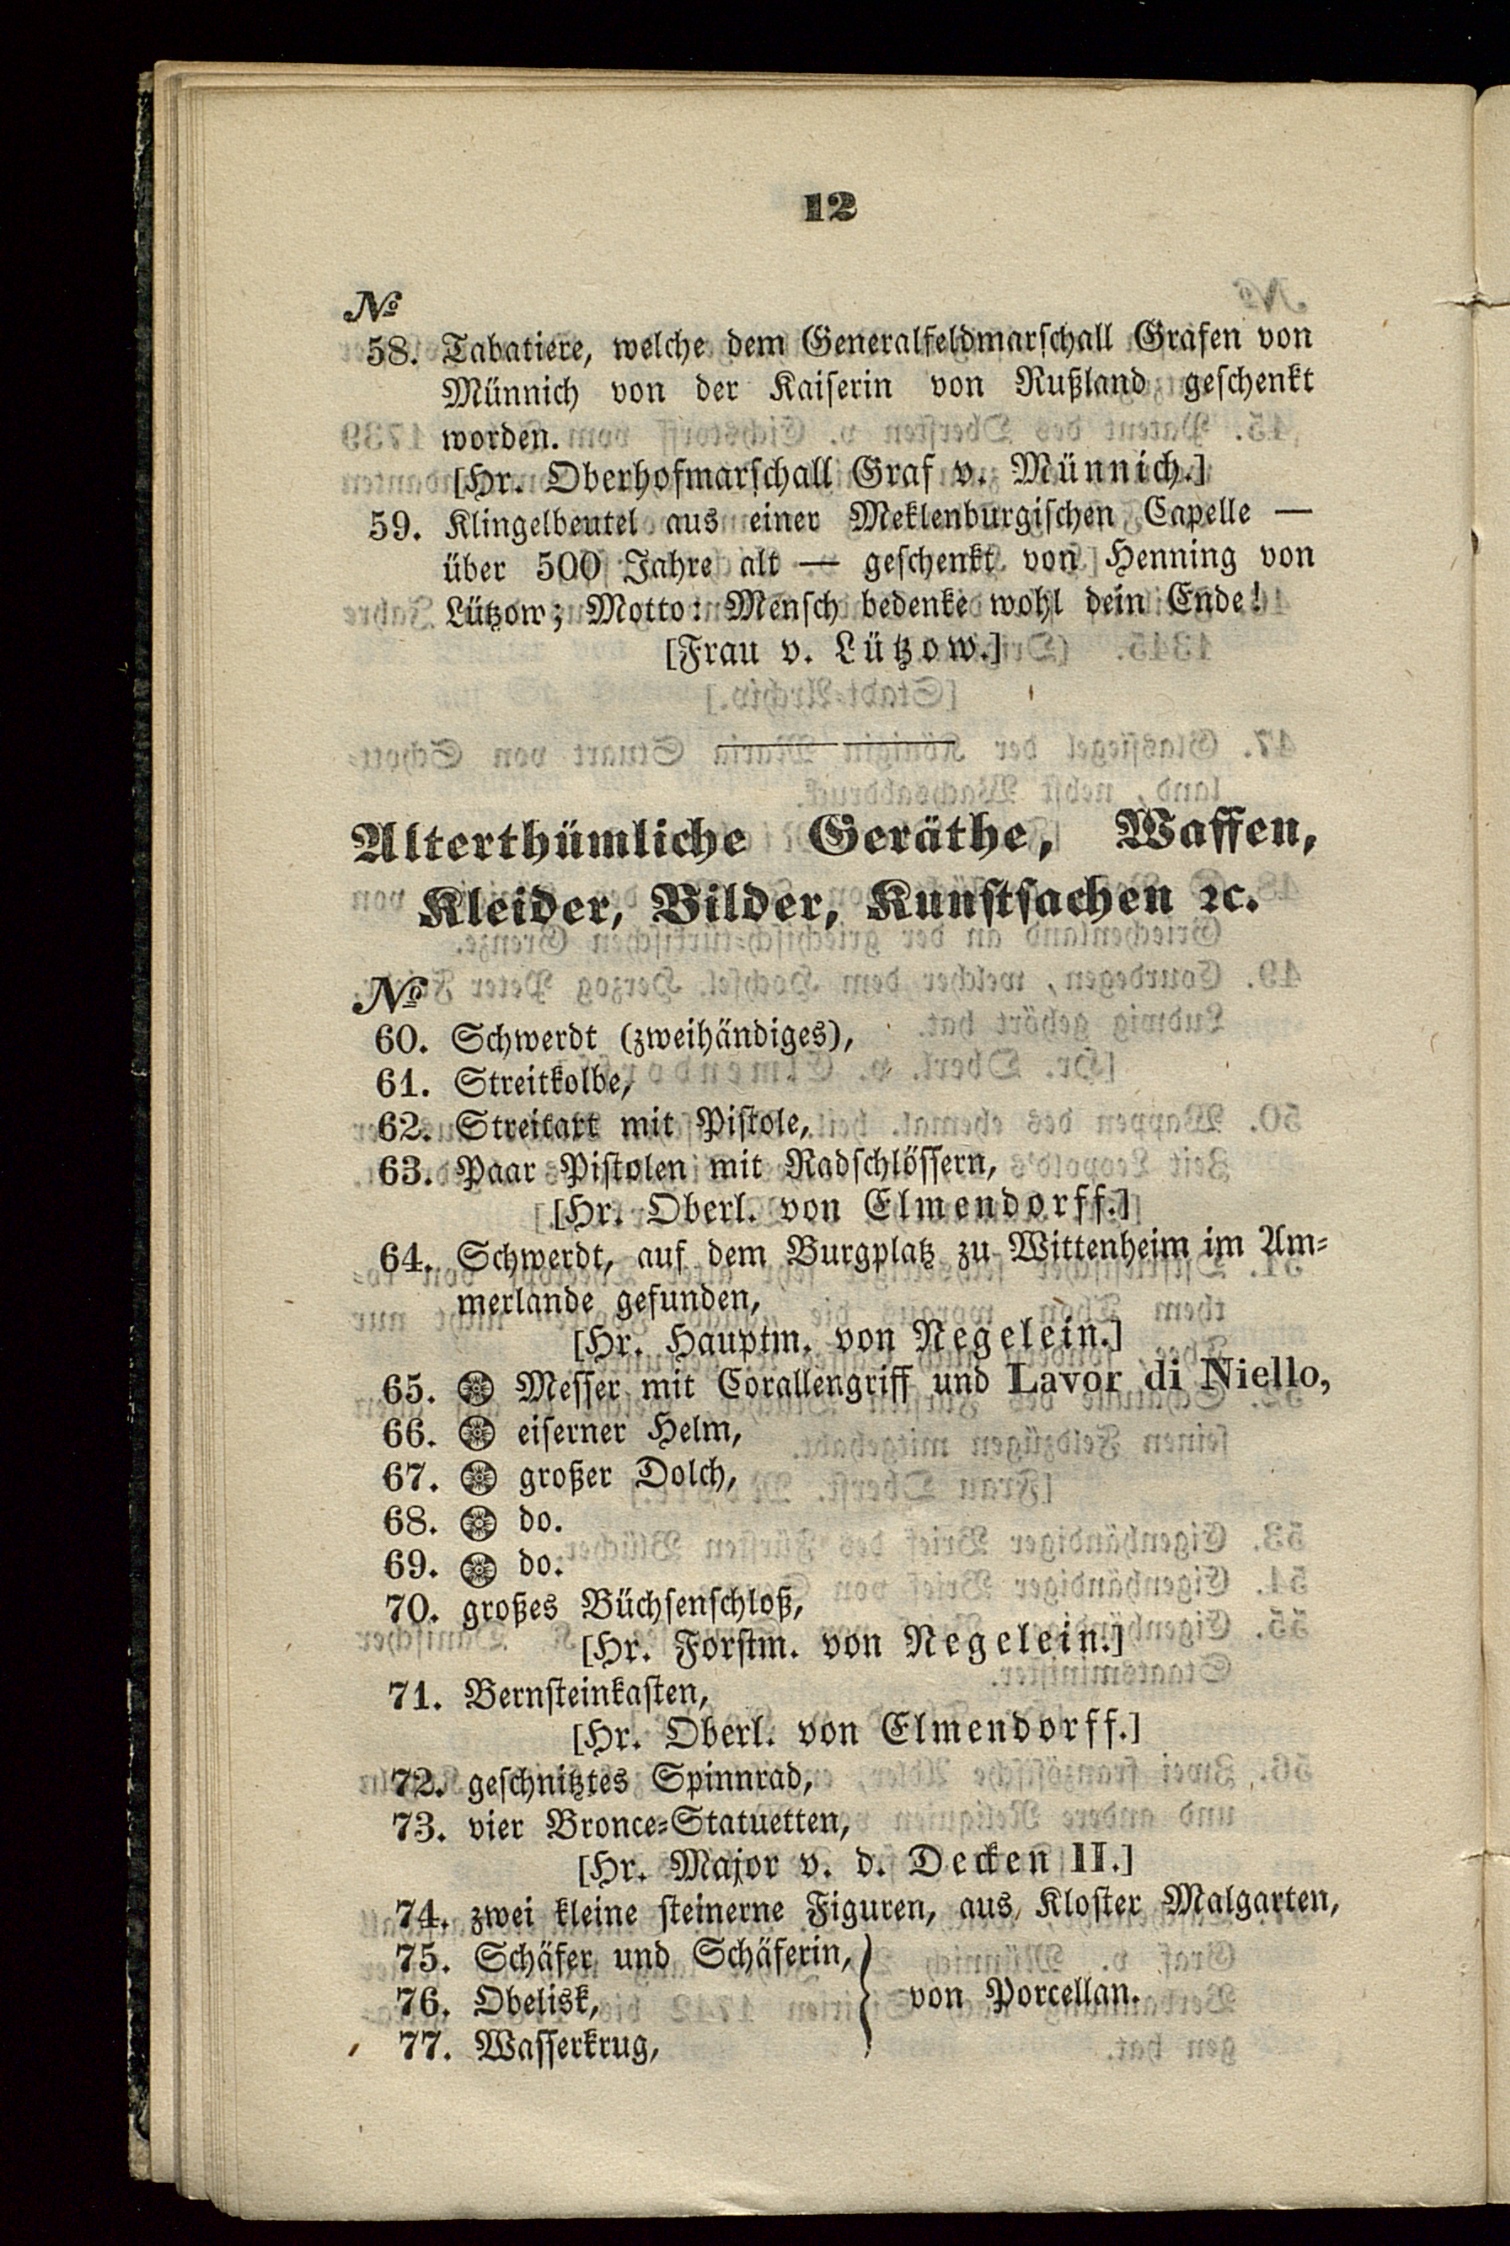 12
№
58. Tabatiere, welche dem Generalfeldmarschall Grafen von
Münnich von der Kaiserin von Rußland geschenkt
worden.
[Hr. Oberhofmarschall Graf v. Münnich.]
59. Klingelbeutel aus einer Meklenburgischen Capelle —
über 500 Jahre alt — geschenkt von Henning von
Lützow; Motto: Mensch bedenke wohl dein Ende!
[Frau v. Lützow.]
Alterthümliche Geräthe, Waffen,
Kleider, Bilder, Kunstsachen ꝛc.
№
60. Schwerdt (zweihändiges),
61. Streitkolbe,
62. Streitaxt mit Pistole,
63. Paar Pistolen mit Radschlössern,
[Hr. Oberl. von Elmendorff.]
64. Schwerdt, auf dem Burgplatz zu Wittenheim im Am-
merlande gefunden,
[Hr. Hauptm. von Negelein.]
65. Messer mit Corallengriff und Lavor di Niello,
66. eiserner Helm,
67. großer Dolch,
68. do.
69. do.
70. großes Büchsenschloß,
[Hr. Forstm. von Negelein.]
71. Bernsteinkasten,
[Hr. Oberl. von Elmendorff.]
72. geschnitztes Spinnrad,
73. vier Bronce-Statuetten,
[Hr. Major v. d. Decken II.]
74. zwei kleine steinerne Figuren, aus Kloster Malgarten,
75. Schäfer und Schäferin,
76. Obelisk, von Porcellan.
77. Wasserkrug,